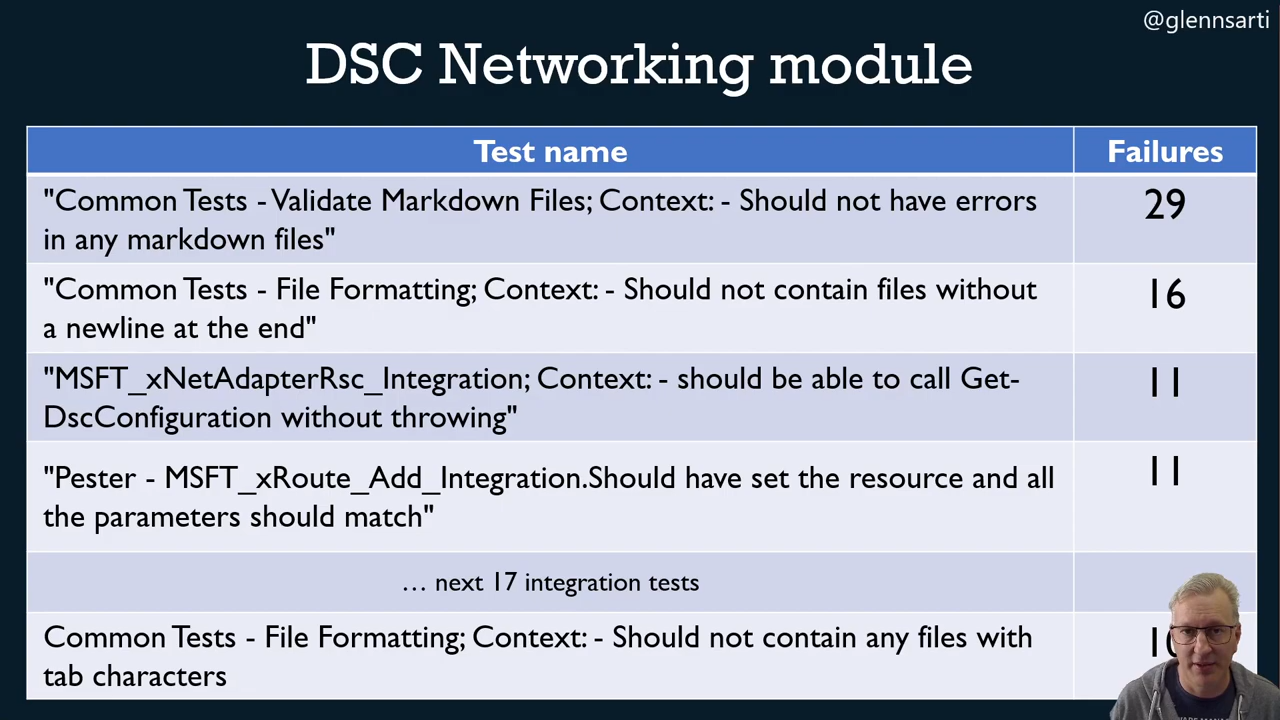 @glennsarti
DSC Networking module
Test name
Failures
"Common Tests - Validate Markdown Files; Context: - Should not have errors
in any markdown files"
29
"Common Tests - File Formatting; Context: - Should not contain files without
a newline at the end"
16
"MSFT_xNetAdapterRsc_Integration; Context: - should be able to call Get-
DscConfiguration without throwing"
11
"Pester - MSFT_xRoute_Add_Integration.Should have set the resource and all
the parameters should match"
11
… next 17 integration tests
Common Tests - File Formatting; Context: - Should not contain any files with
tab characters